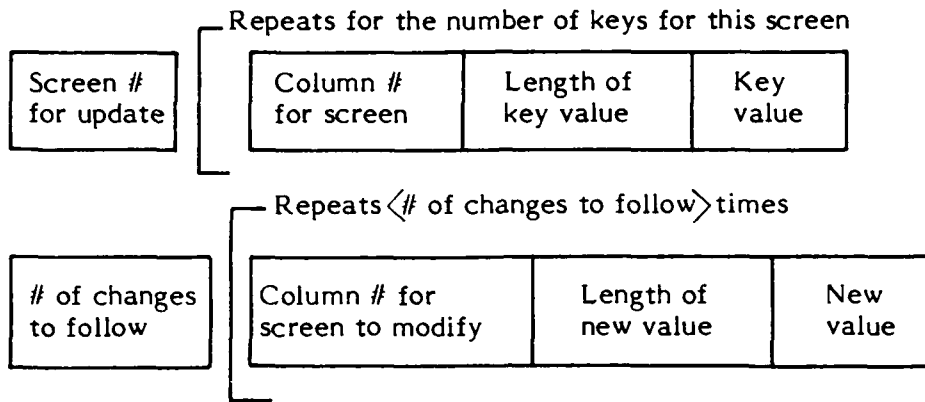 Repeats for the number of keys for this screen
Screen #
for update
Column #
for screen
Length of
key value
Key
value
Repeats <# of changes to follow> times
# of changes
to follow
Column # for
screen to modify
Length of
new value
New
value